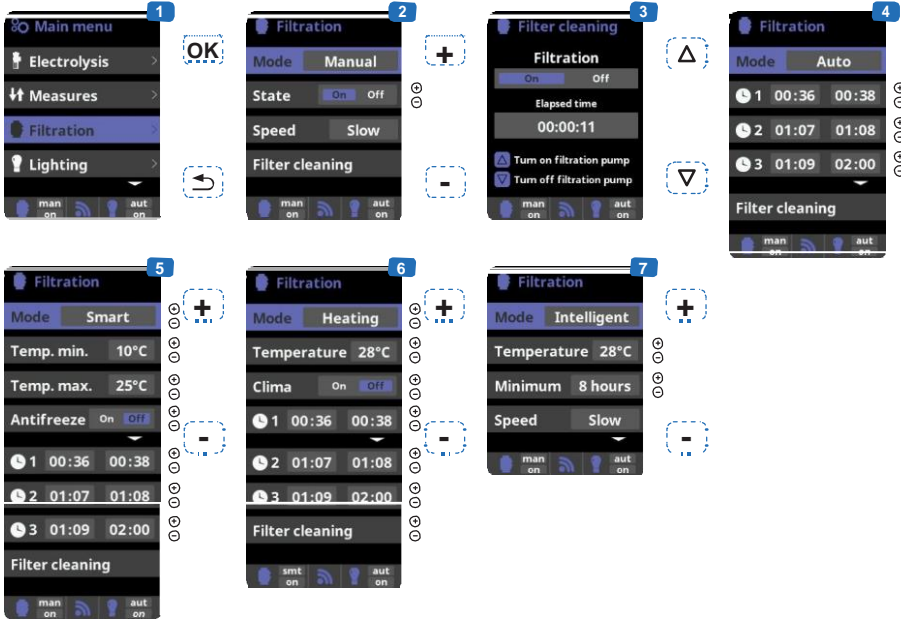 1
Main menu
Electrolysis
Measures
Filtration
Lighting
man on
aut on
OK
2
Filtration
Mode Manual
State On Off
Speed Slow
Filter cleaning
man on
aut on
+
-
3
Filter cleaning
Filtration
On Off
Elapsed time
00:00:11
Turn on filtration pump
Turn off filtration pump
man on
aut on
4
Filtration
Mode Auto
1 00:36 00:38
2 01:07 01:08
3 01:09 02:00
Filter cleaning
man on
aut on
5
Filtration
Mode Smart
Temp. min. 10°C
Temp. max. 25°C
Antifreeze On Off
1 00:36 00:38
2 01:07 01:08
3 01:09 02:00
Filter cleaning
man on
aut on
+
-
6
Filtration
Mode Heating
Temperature 28°C
Clima On Off
1 00:36 00:38
2 01:07 01:08
3 01:09 02:00
Filter cleaning
smt on
aut on
+
-
7
Filtration
Mode Intelligent
Temperature 28°C
Minimum 8 hours
Speed Slow
man on
aut on
+
-